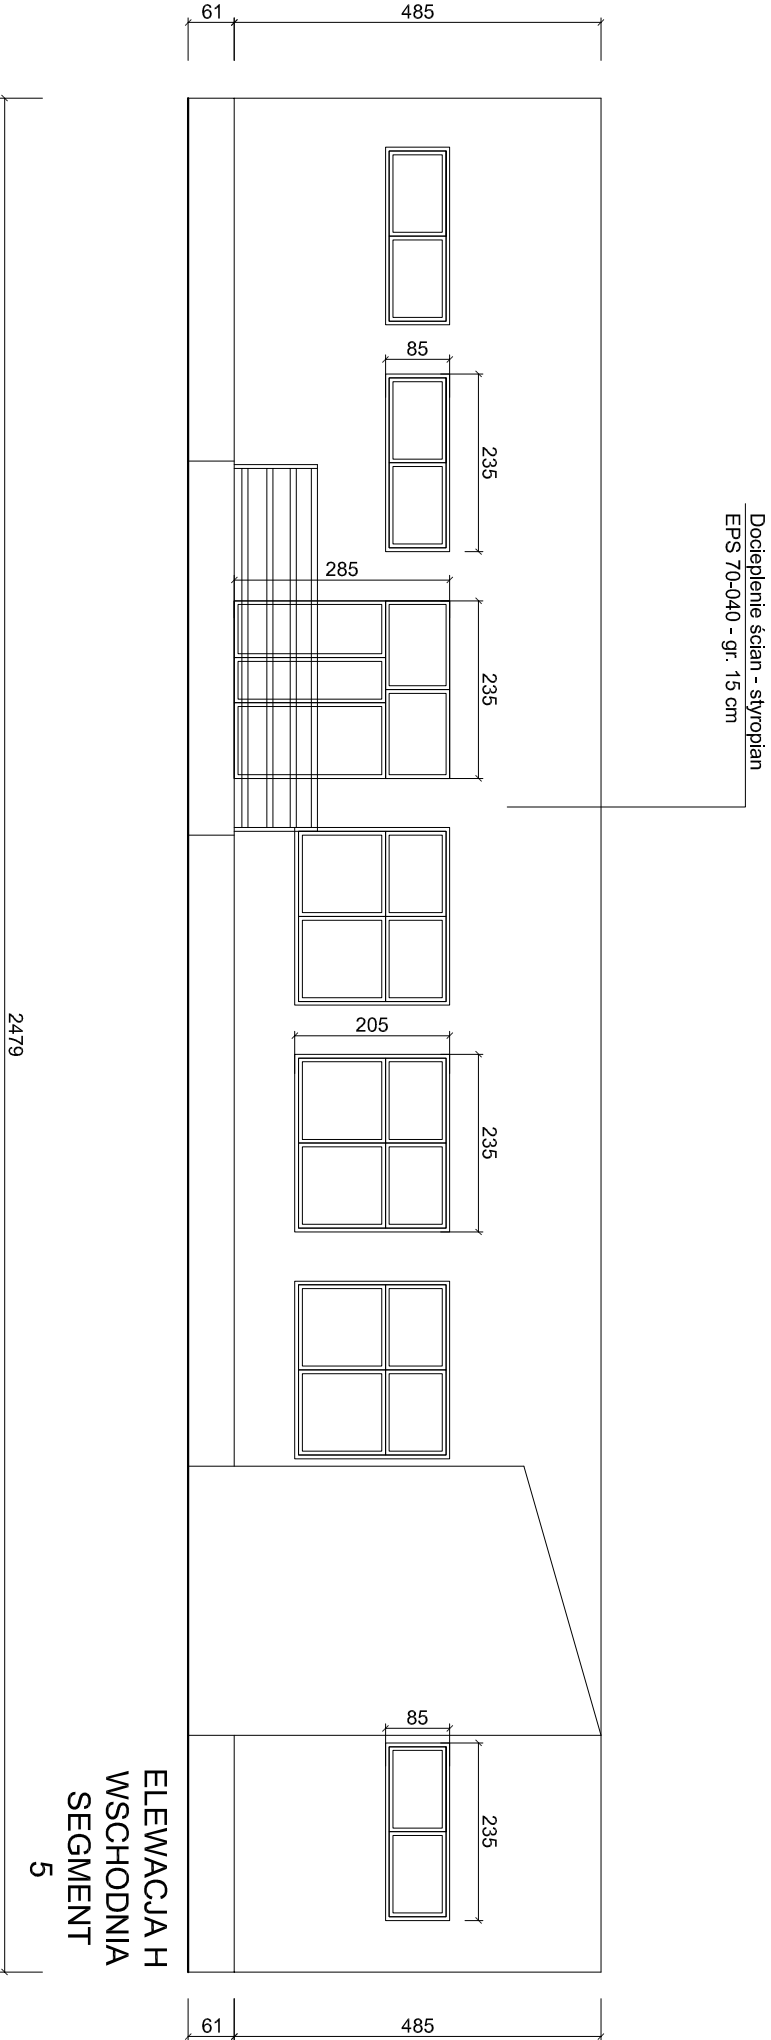 61
485
Docieplenie ścian - styropian
EPS 70-040 - gr. 15 cm
85
235
285
235
205
235
85
235
2479
ELEWACJA H
WSCHODNIA
SEGMENT
5
61
485